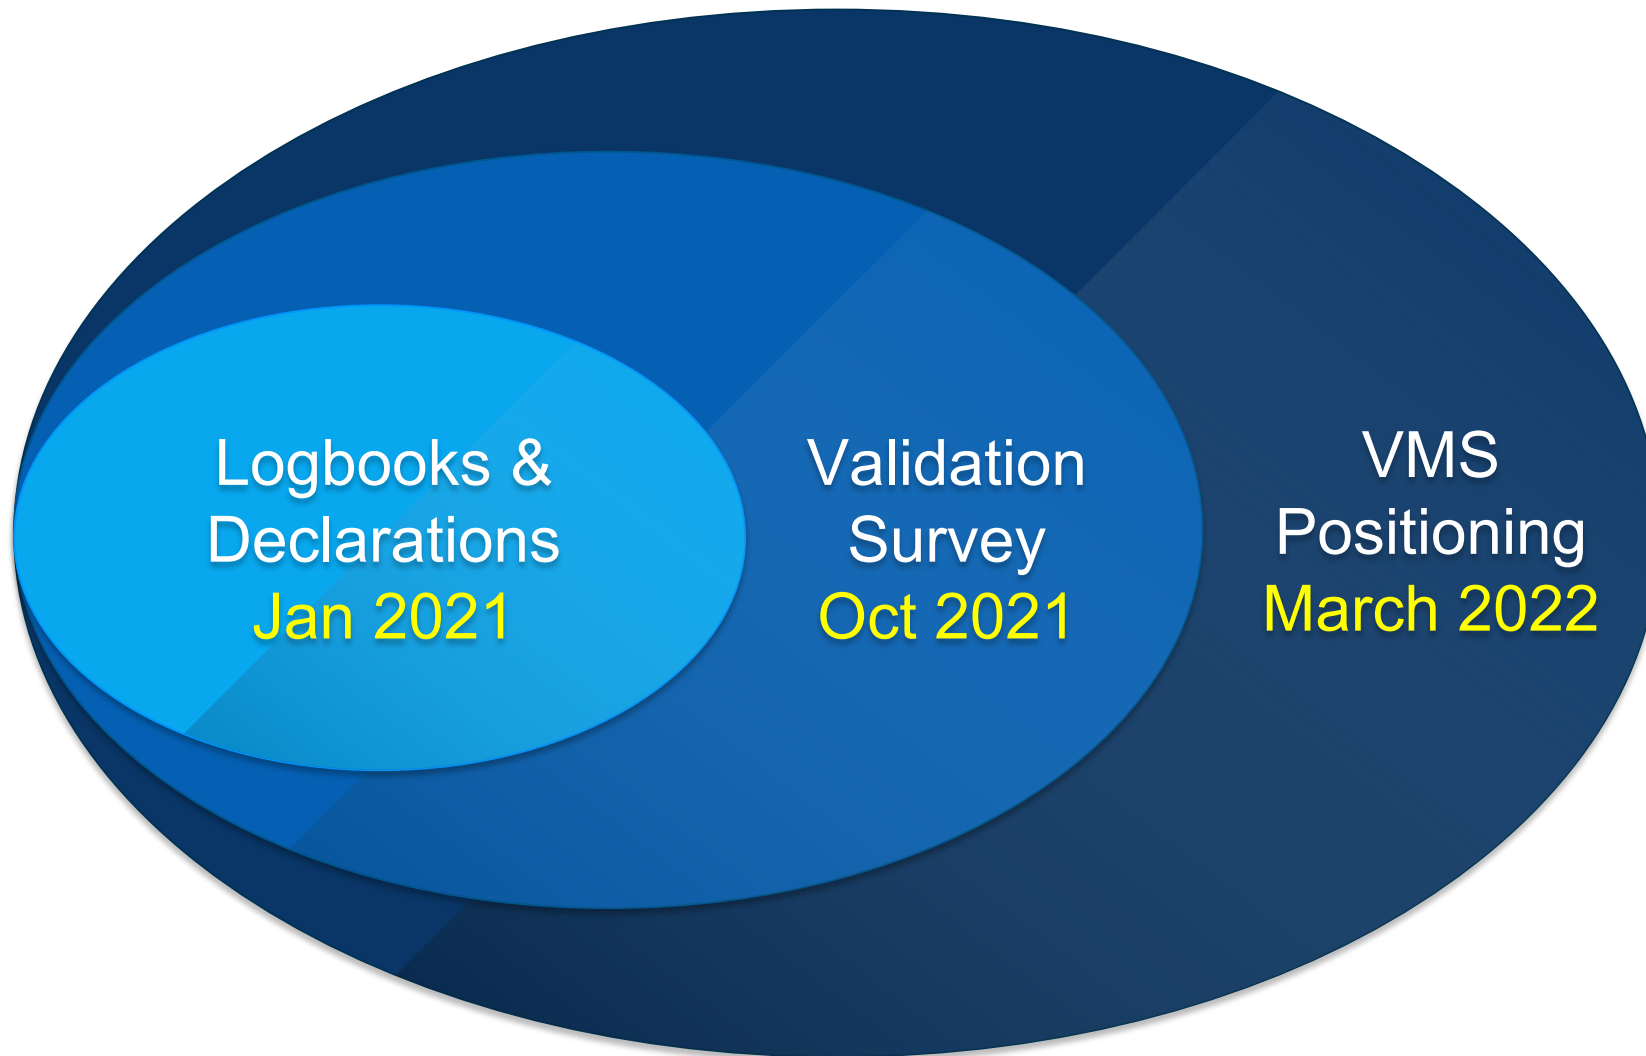 Logbooks &
Declarations
Jan 2021
Validation
Survey
Oct 2021
VMS
Positioning
March 2022